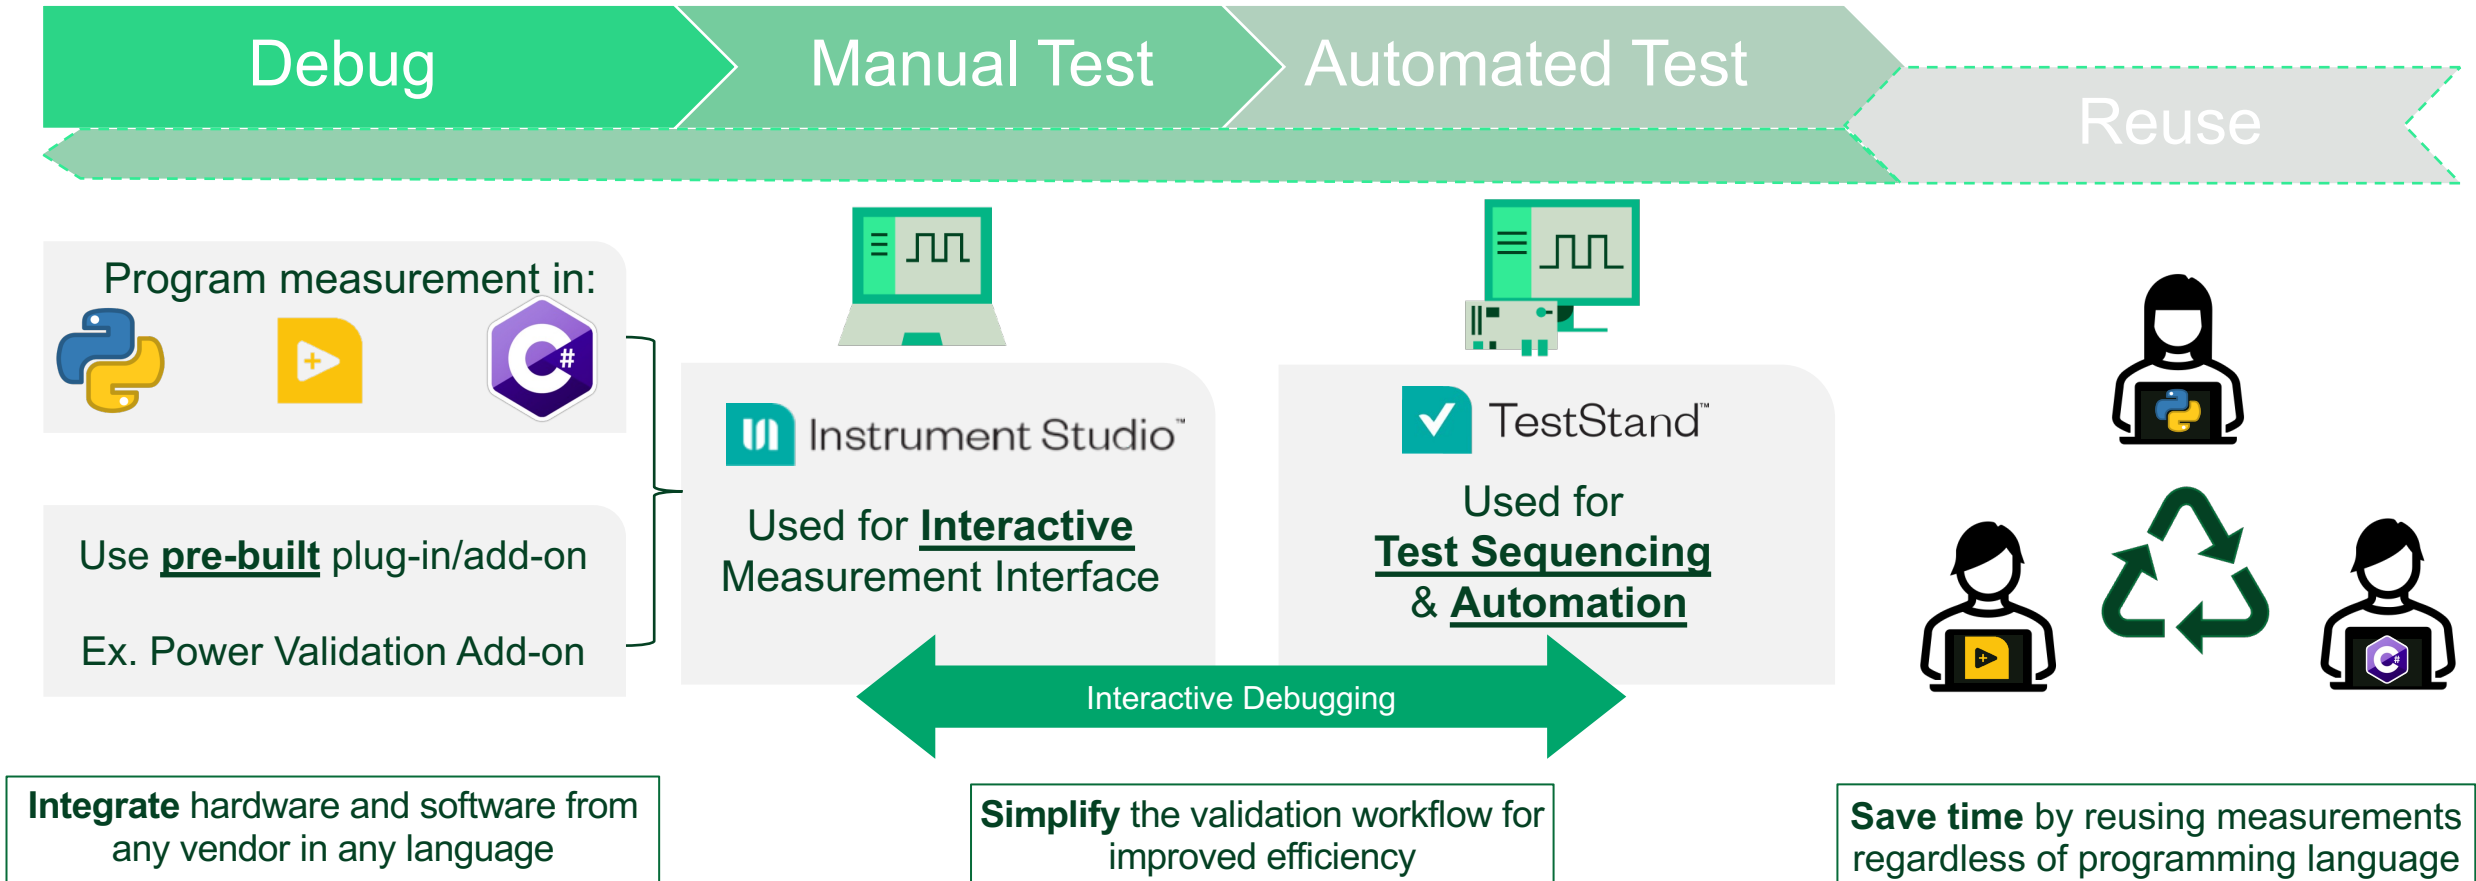 Debug
Manual Test
Automated Test
Reuse
Program measurement in:
C#
Use pre-built plug-in/add-on
Ex. Power Validation Add-on
Instrument Studio™
Used for Interactive
Measurement Interface
TestStand™
Used for
Test Sequencing
& Automation
Interactive Debugging
C#
Integrate hardware and software from
any vendor in any language
Simplify the validation workflow for
improved efficiency
Save time by reusing measurements
regardless of programming language